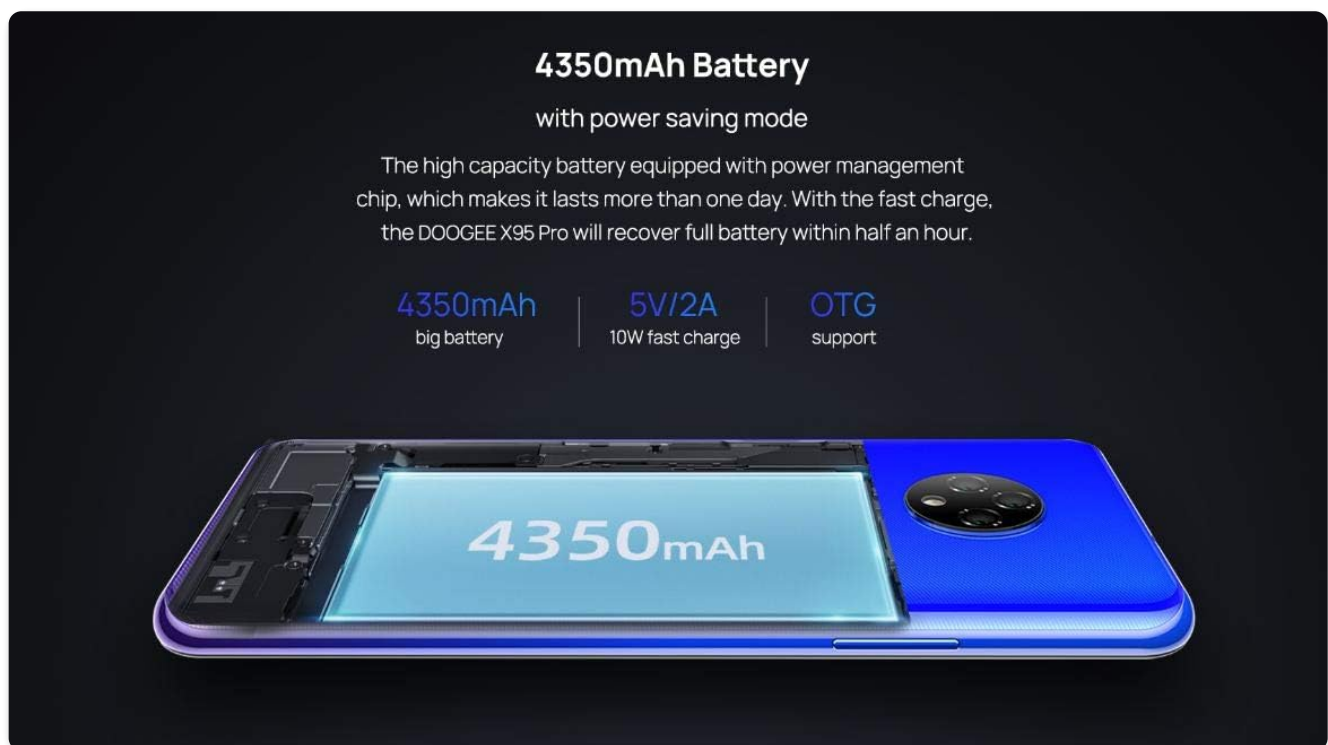 4350mAh Battery
with power saving mode
The high capacity battery equipped with power management
chip, which makes it lasts more than one day. With the fast charge,
the DOOGEE X95 Pro will recover full battery within half an hour.
4350mAh
big battery
5V/2A
10W fast charge
OTG
support
4350mAh